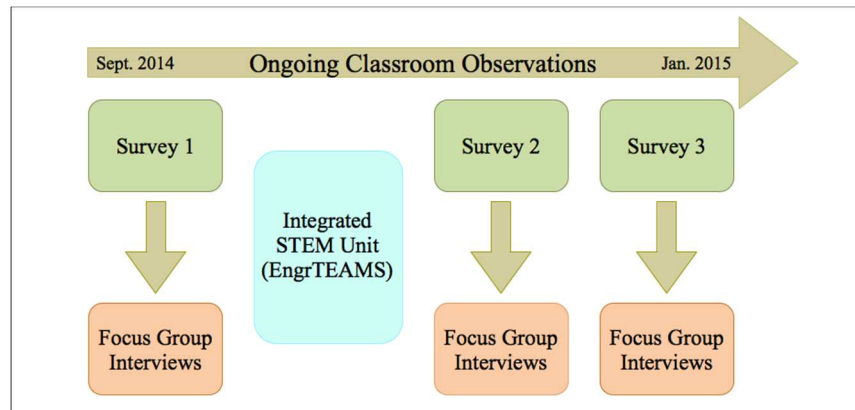 Sept. 2014 Ongoing Classroom Observations Jan. 2015
Survey 1
Survey 2
Survey 3
Integrated
STEM Unit
(EngrTEAMS)
Focus Group
Interviews
Focus Group
Interviews
Focus Group
Interviews